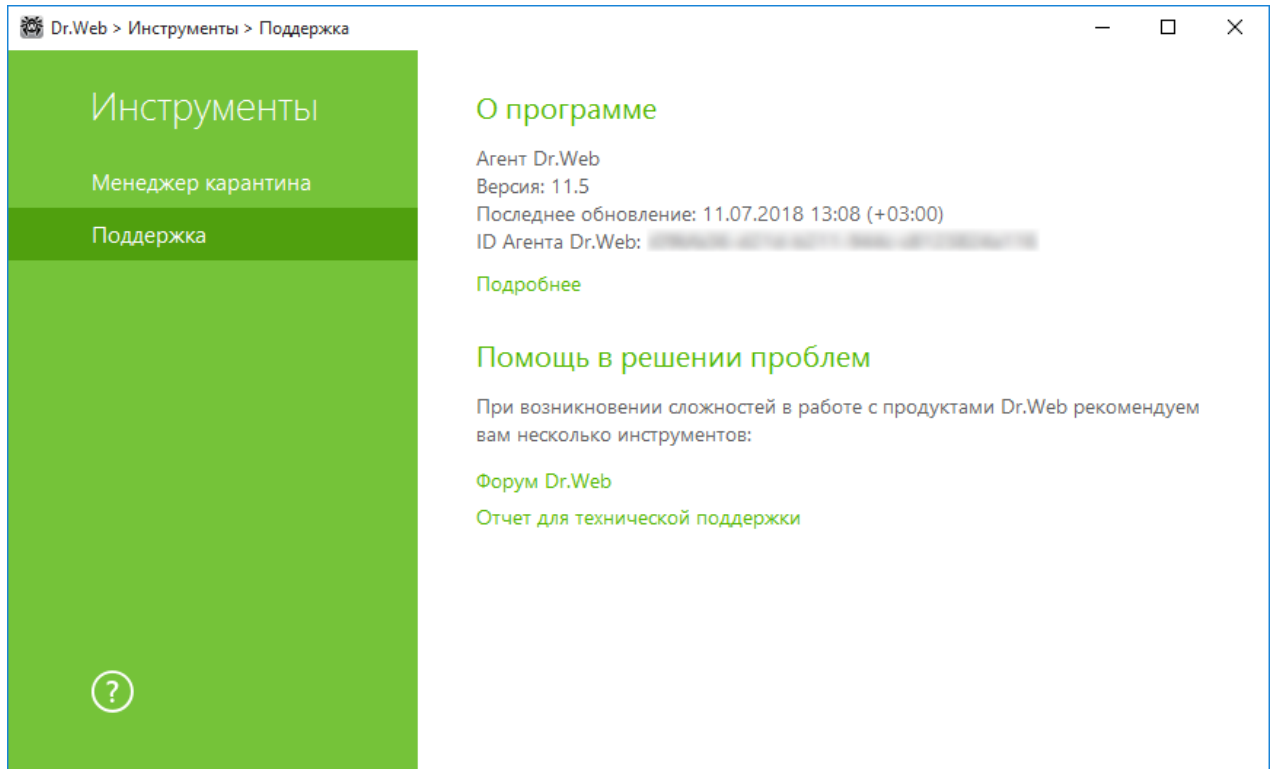 Dr.Web > Инструменты > Поддержка
Инструменты
Менеджер карантина
Поддержка
?
О программе
Агент Dr.Web
Версия: 11.5
Последнее обновление: 11.07.2018 13:08 (+03:00)
ID Агента Dr.Web:
Подробнее
Помощь в решении проблем
При возникновении сложностей в работе с продуктами Dr.Web рекомендуем
вам несколько инструментов:
Форум Dr.Web
Отчет для технической поддержки